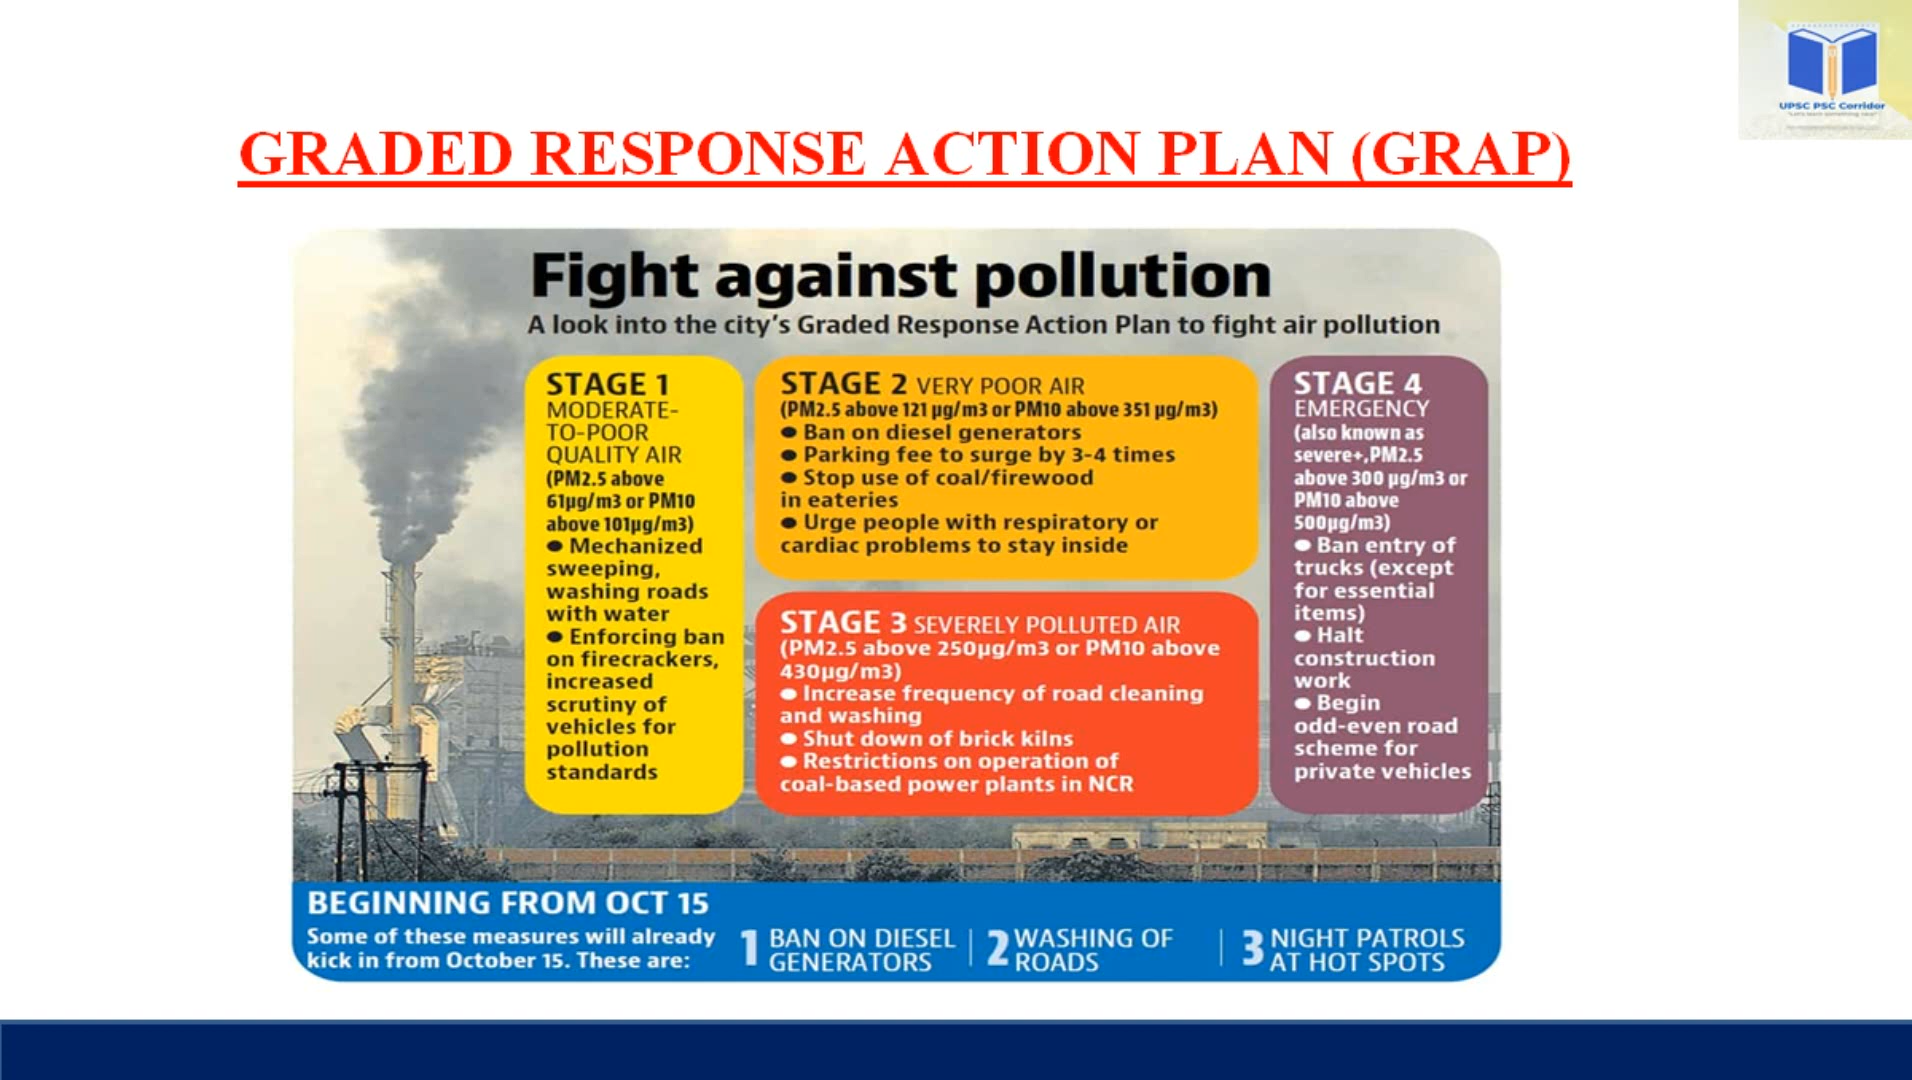 UPSC PSC Corridor
GRADED RESPONSE ACTION PLAN (GRAP)
Fight against pollution
A look into the city's Graded Response Action Plan to fight air pollution
STAGE 1
MODERATE-
TO-POOR
QUALITY AIR
(PM2.5 above
61µg/m3 or PM10
above 101µg/m3)
● Mechanized
sweeping,
washing roads
with water
● Enforcing ban
on firecrackers,
increased
scrutiny of
vehicles for
pollution
standards
STAGE 2 VERY POOR AIR
(PM2.5 above 121 µg/m3 or PM10 above 351 µg/m3)
● Ban on diesel generators
● Parking fee to surge by 3-4 times
● Stop use of coal/firewood
in eateries
● Urge people with respiratory or
cardiac problems to stay inside
STAGE 3 SEVERELY POLLUTED AIR
(PM2.5 above 250µg/m3 or PM10 above
430µg/m3)
● Increase frequency of road cleaning
and washing
● Shut down of brick kilns
● Restrictions on operation of
coal-based power plants in NCR
STAGE 4
EMERGENCY
(also known as
severe+,PM2.5
above 300 µg/m3 or
PM10 above
500µg/m3)
● Ban entry of
trucks (except
for essential
items)
● Halt
construction
work
● Begin
odd-even road
scheme for
private vehicles
BEGINNING FROM OCT 15
Some of these measures will already
kick in from October 15. These are:
1 BAN ON DIESEL
GENERATORS
2 WASHING OF
ROADS
3 NIGHT PATROLS
AT HOT SPOTS